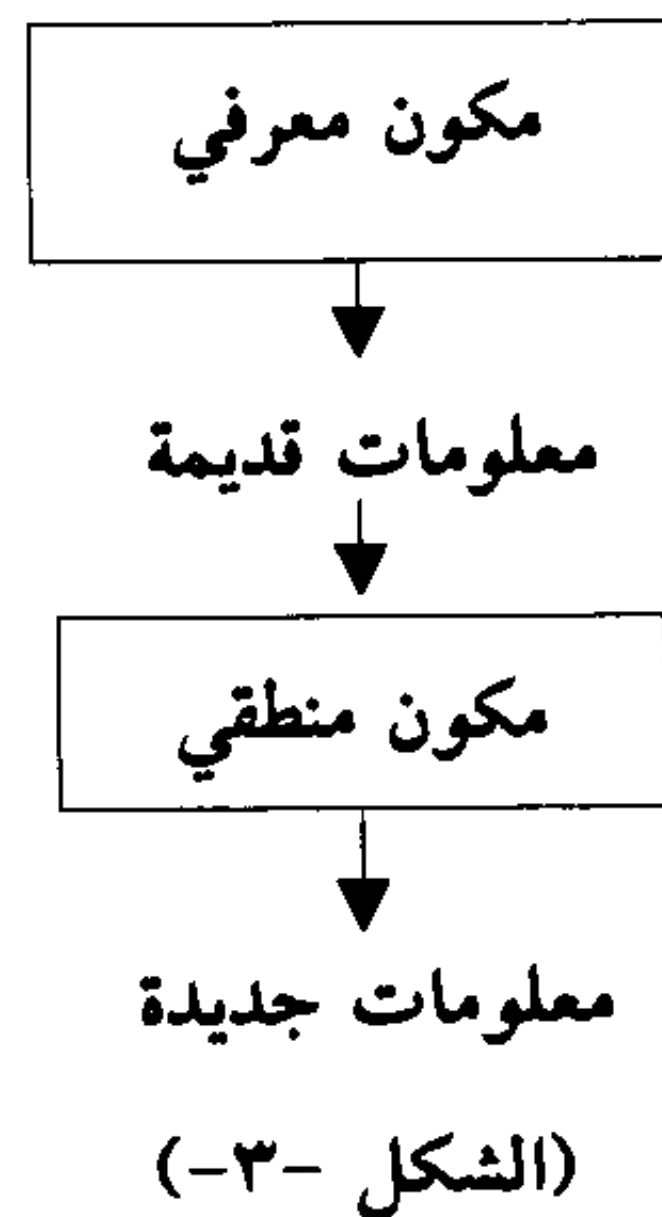 مكون معرفي
معلومات قديمة
مكون منطقي
معلومات جديدة
(الشكل -٣-)